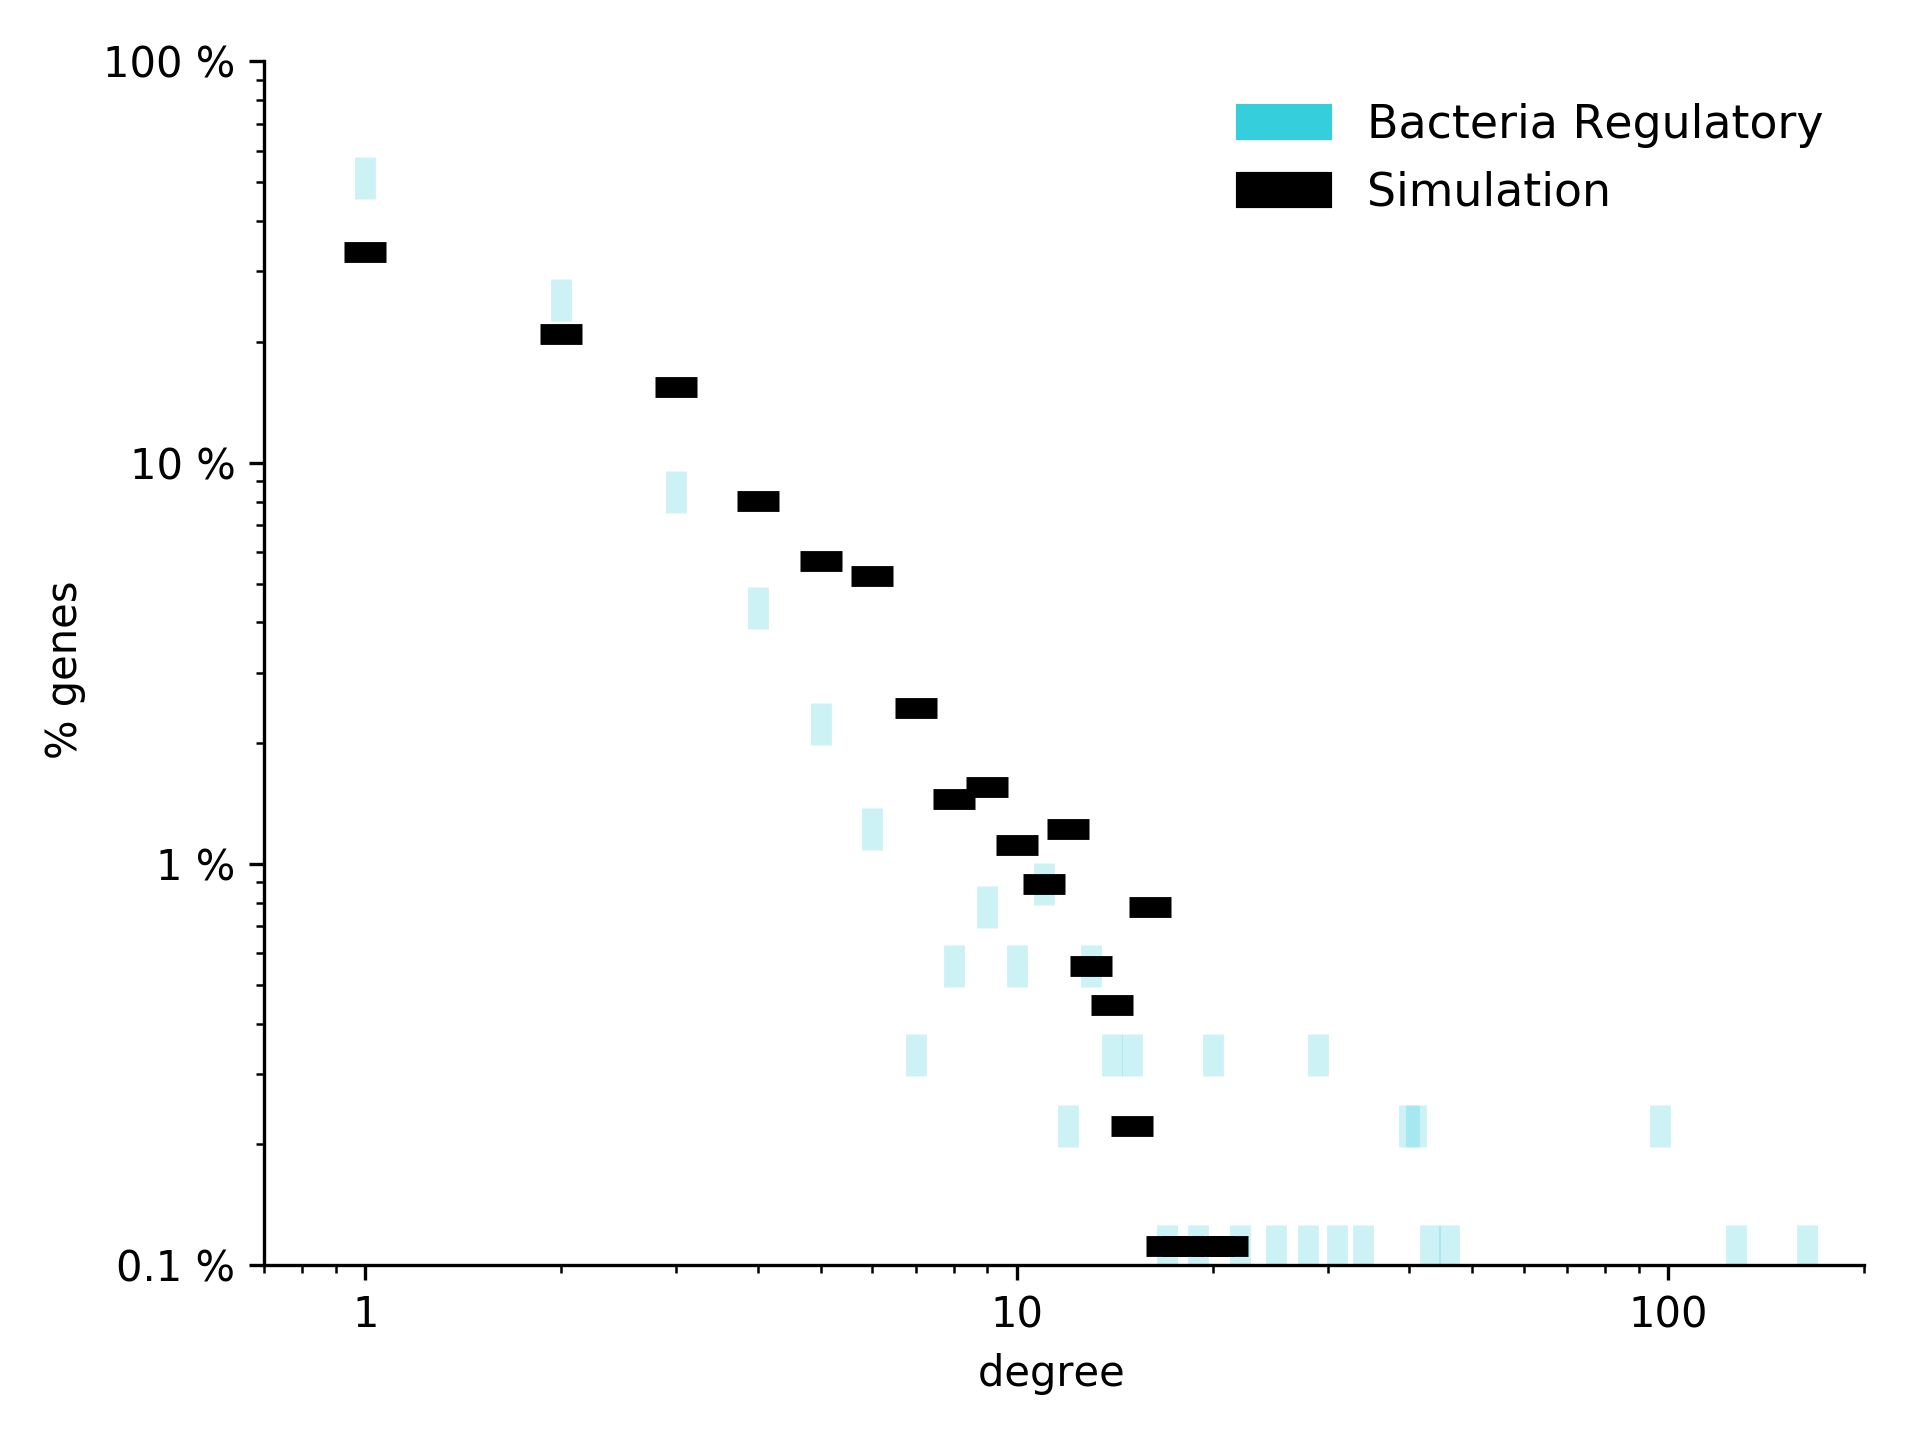 100 %
10 %
1 %
0.1 %
% genes
1
10
100
degree
Bacteria Regulatory
Simulation